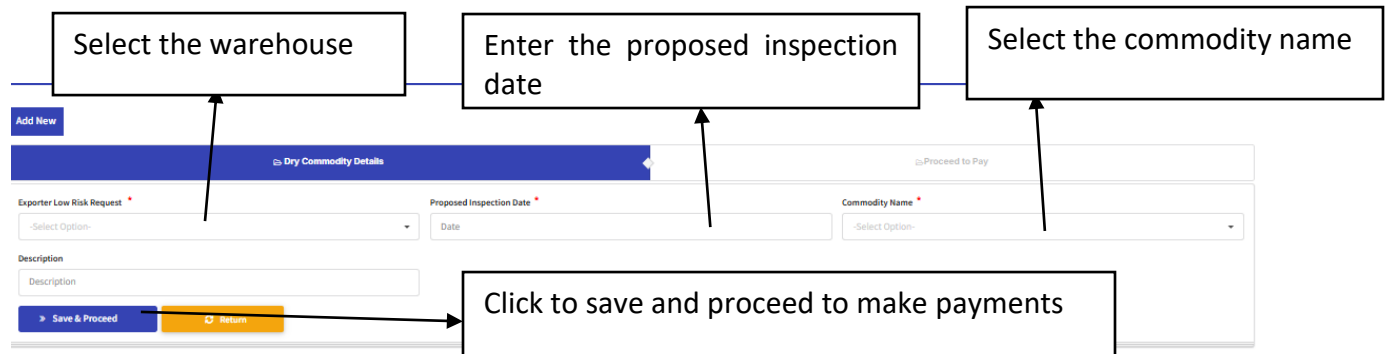 Select the warehouse
Enter the proposed inspection
date
Select the commodity name
Add New
Dry Commodity Details
Proceed to Pay
Exporter Low Risk Request *
Proposed Inspection Date *
Commodity Name *
-Select Option-
Date
-Select Option-
Description
Description
Click to save and proceed to make payments
» Save & Proceed
Return